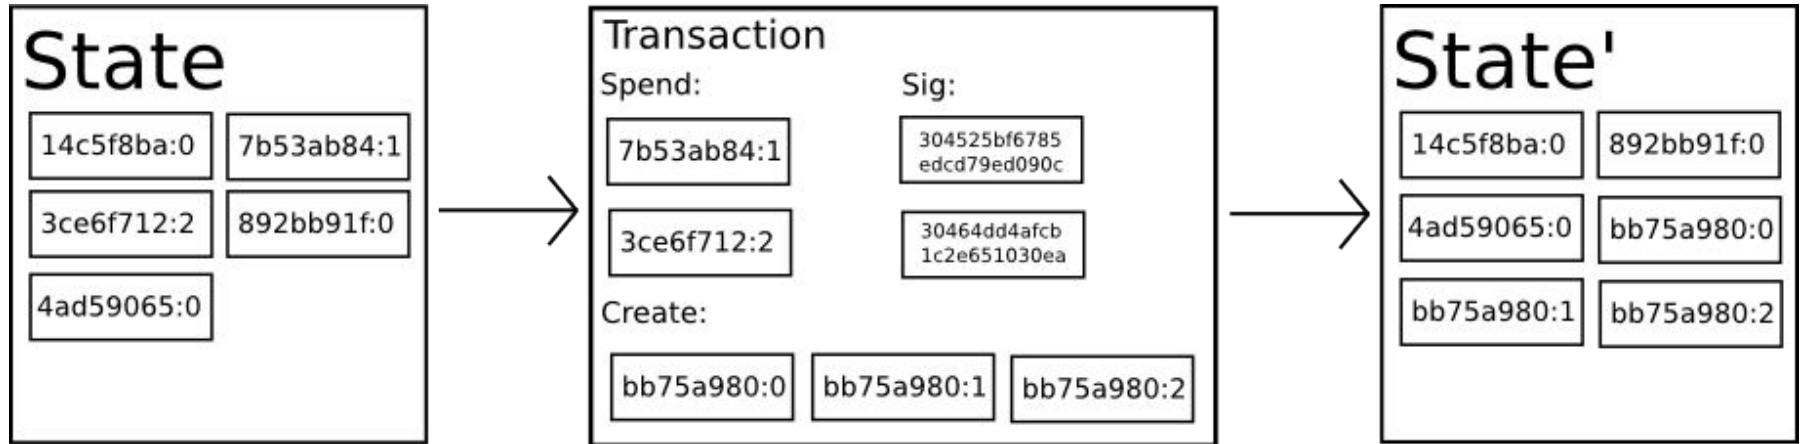 State
14c5f8ba:0 7b53ab84:1
3ce6f712:2 892bb91f:0
4ad59065:0
Transaction
Spend: Sig:
7b53ab84:1
304525bf6785
edcd79ed090c
3ce6f712:2
30464dd4afcb
1c2e651030ea
Create:
bb75a980:0 bb75a980:1 bb75a980:2
State'
14c5f8ba:0 892bb91f:0
4ad59065:0 bb75a980:0
bb75a980:1 bb75a980:2